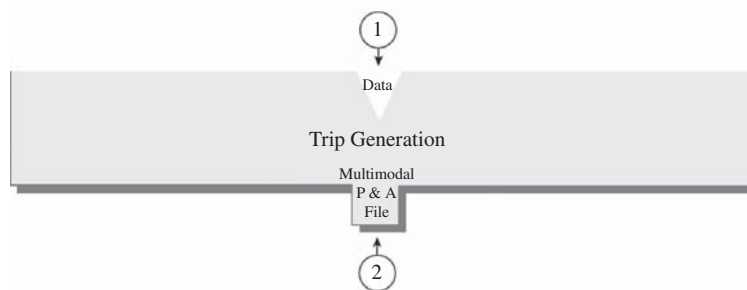 1
Data
Trip Generation
Multimodal
P & A
File
2